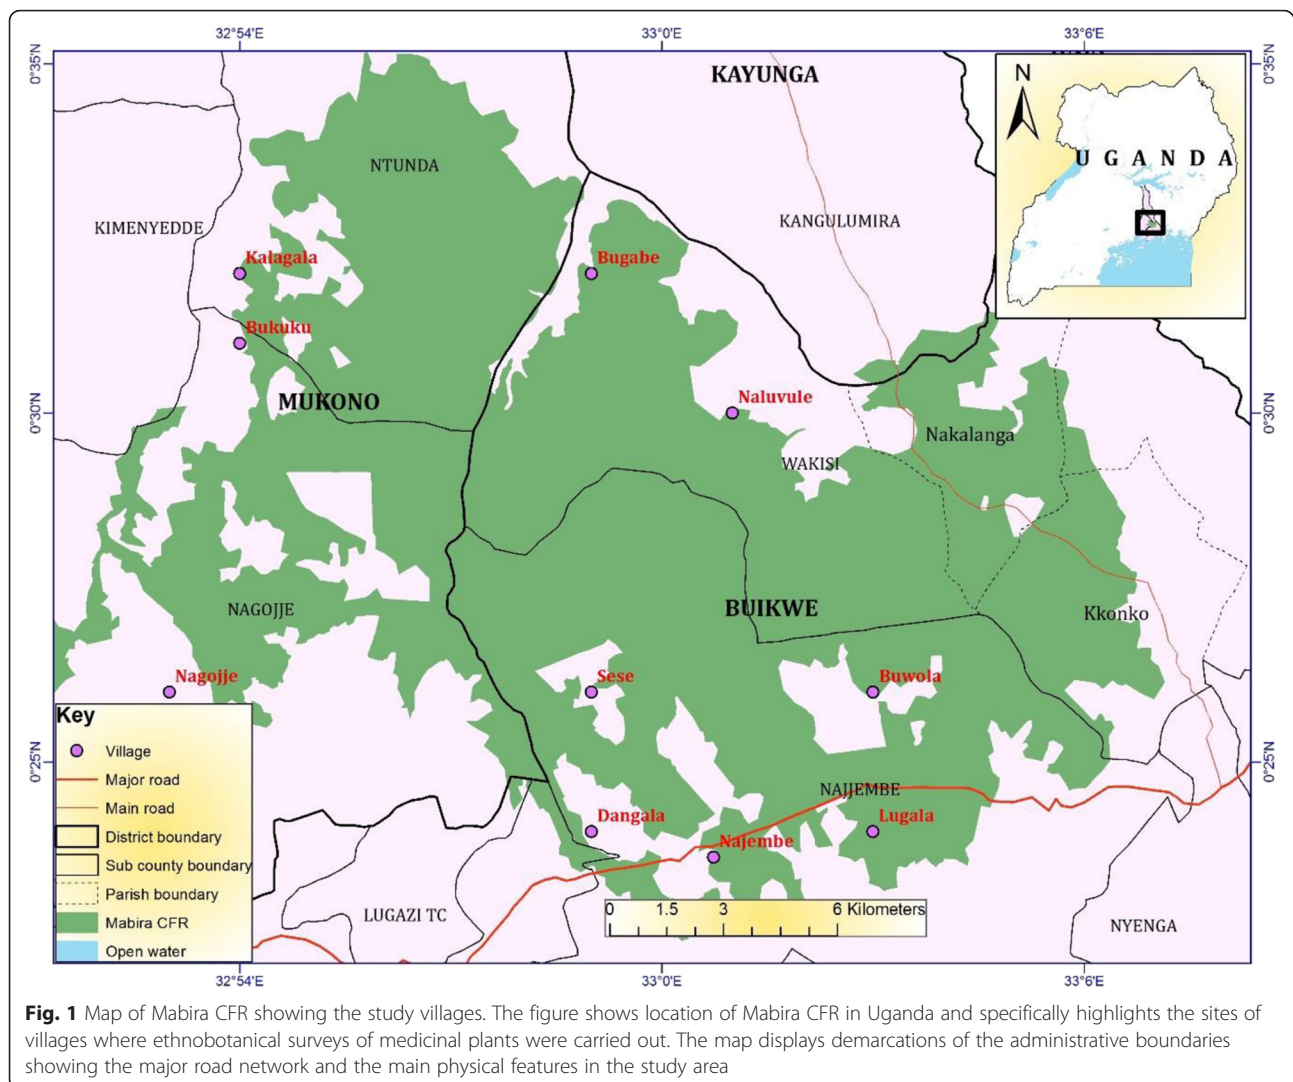 32°54'E 33°0'E 33°6'E
0°35'N 0°35'N
KAYUNGA
N
U G A N D A
NTUNDA
KANGULUMIRA
KIMENYEDDE
Kalagala
Bugabe
Bukuku
MUKONO
Naluvule
0°30'N 0°30'N
Nakalanga
WAKISI
NAGOJJE
BUIKWE
Kkonko
Nagojje
Sese
Buwola
0°25'N 0°25'N
NAJJEMBE
Dangala
Lugala
Najembe
LUGAZI TC
NYENGA
Key
Village
Major road
Main road
District boundary
Sub county boundary
Parish boundary
Mabira CFR
Open water
0 1.5 3 6 Kilometers
32°54'E 33°0'E 33°6'E
Fig. 1 Map of Mabira CFR showing the study villages. The figure shows location of Mabira CFR in Uganda and specifically highlights the sites of
villages where ethnobotanical surveys of medicinal plants were carried out. The map displays demarcations of the administrative boundaries
showing the major road network and the main physical features in the study area